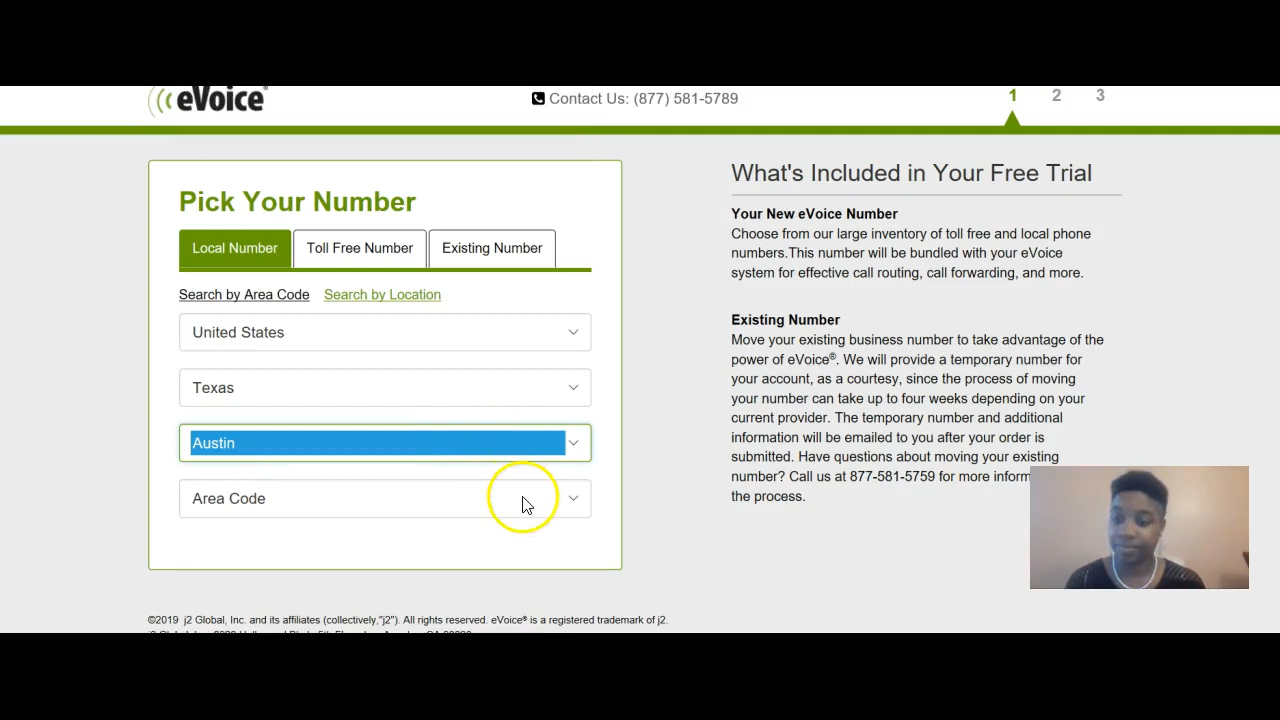 eVoice®
Contact Us: (877) 581-5789
1 2 3
Pick Your Number
Local Number
Toll Free Number
Existing Number
Search by Area Code
Search by Location
United States
Texas
Austin
Area Code
What's Included in Your Free Trial
Your New eVoice Number
Choose from our large inventory of toll free and local phone
numbers.This number will be bundled with your eVoice
system for effective call routing, call forwarding, and more.
Existing Number
Move your existing business number to take advantage of the
power of eVoice®. We will provide a temporary number for
your account, as a courtesy, since the process of moving
your number can take up to four weeks depending on your
current provider. The temporary number and additional
information will be emailed to you after your order is
submitted. Have questions about moving your existing
number? Call us at 877-581-5759 for more inform
the process.
©2019 j2 Global, Inc. and its affiliates (collectively,"j2"). All rights reserved. eVoice® is a registered trademark of j2.